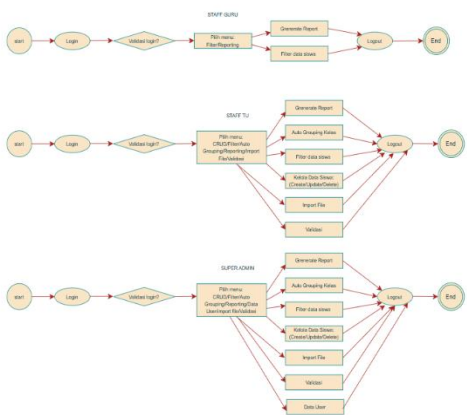 STAFF GURU
start
Login
Validasi login?
Pilih menu:
Filter/Reporting
Grenerate Report
Filter data siswa
Logout
End
STAFF TU
start
Login
Validasi login?
Pilih menu:
CRUD/Filter/Auto
Grouping/Reporting/Import
File/Validasi
Grenerate Report
Auto Grouping Kelas
Filter data siswa
Kelola Data Siswa
(Create/Update/Delete)
Import File
Validasi
Logout
End
SUPER ADMIN
start
Login
Validasi login?
Pilih menu:
CRUD/Filter/Auto
Grouping/Reporting/Data
User/Import file/Validasi
Grenerate Report
Auto Grouping Kelas
Filter data siswa
Kelola Data Siswa
(Create/Update/Delete)
Import File
Validasi
Data User
Logout
End